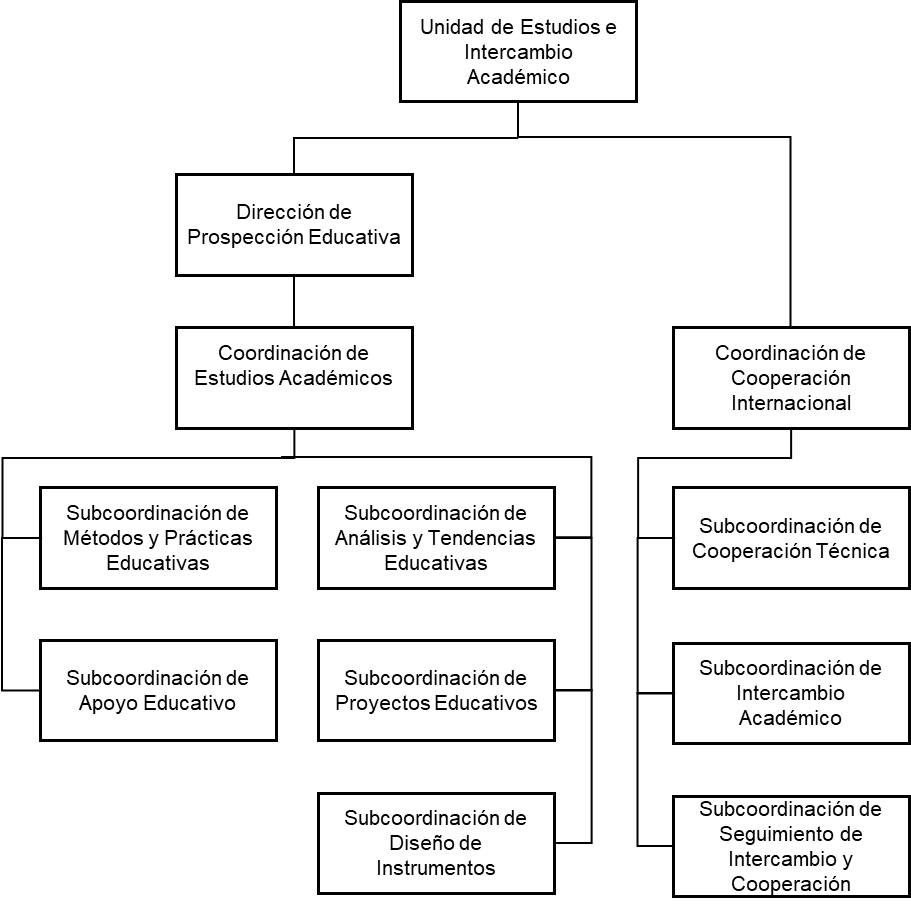 Unidad de Estudios e
Intercambio
Académico
Dirección de
Prospección Educativa
Coordinación de
Estudios Académicos
Coordinación de
Cooperación
Internacional
Subcoordinación de
Métodos y Prácticas
Educativas
Subcoordinación de
Análisis y Tendencias
Educativas
Subcoordinación de
Cooperación Técnica
Subcoordinación de
Apoyo Educativo
Subcoordinación de
Proyectos Educativos
Subcoordinación de
Intercambio
Académico
Subcoordinación de
Diseño de
Instrumentos
Subcoordinación de
Seguimiento de
Intercambio y
Cooperación